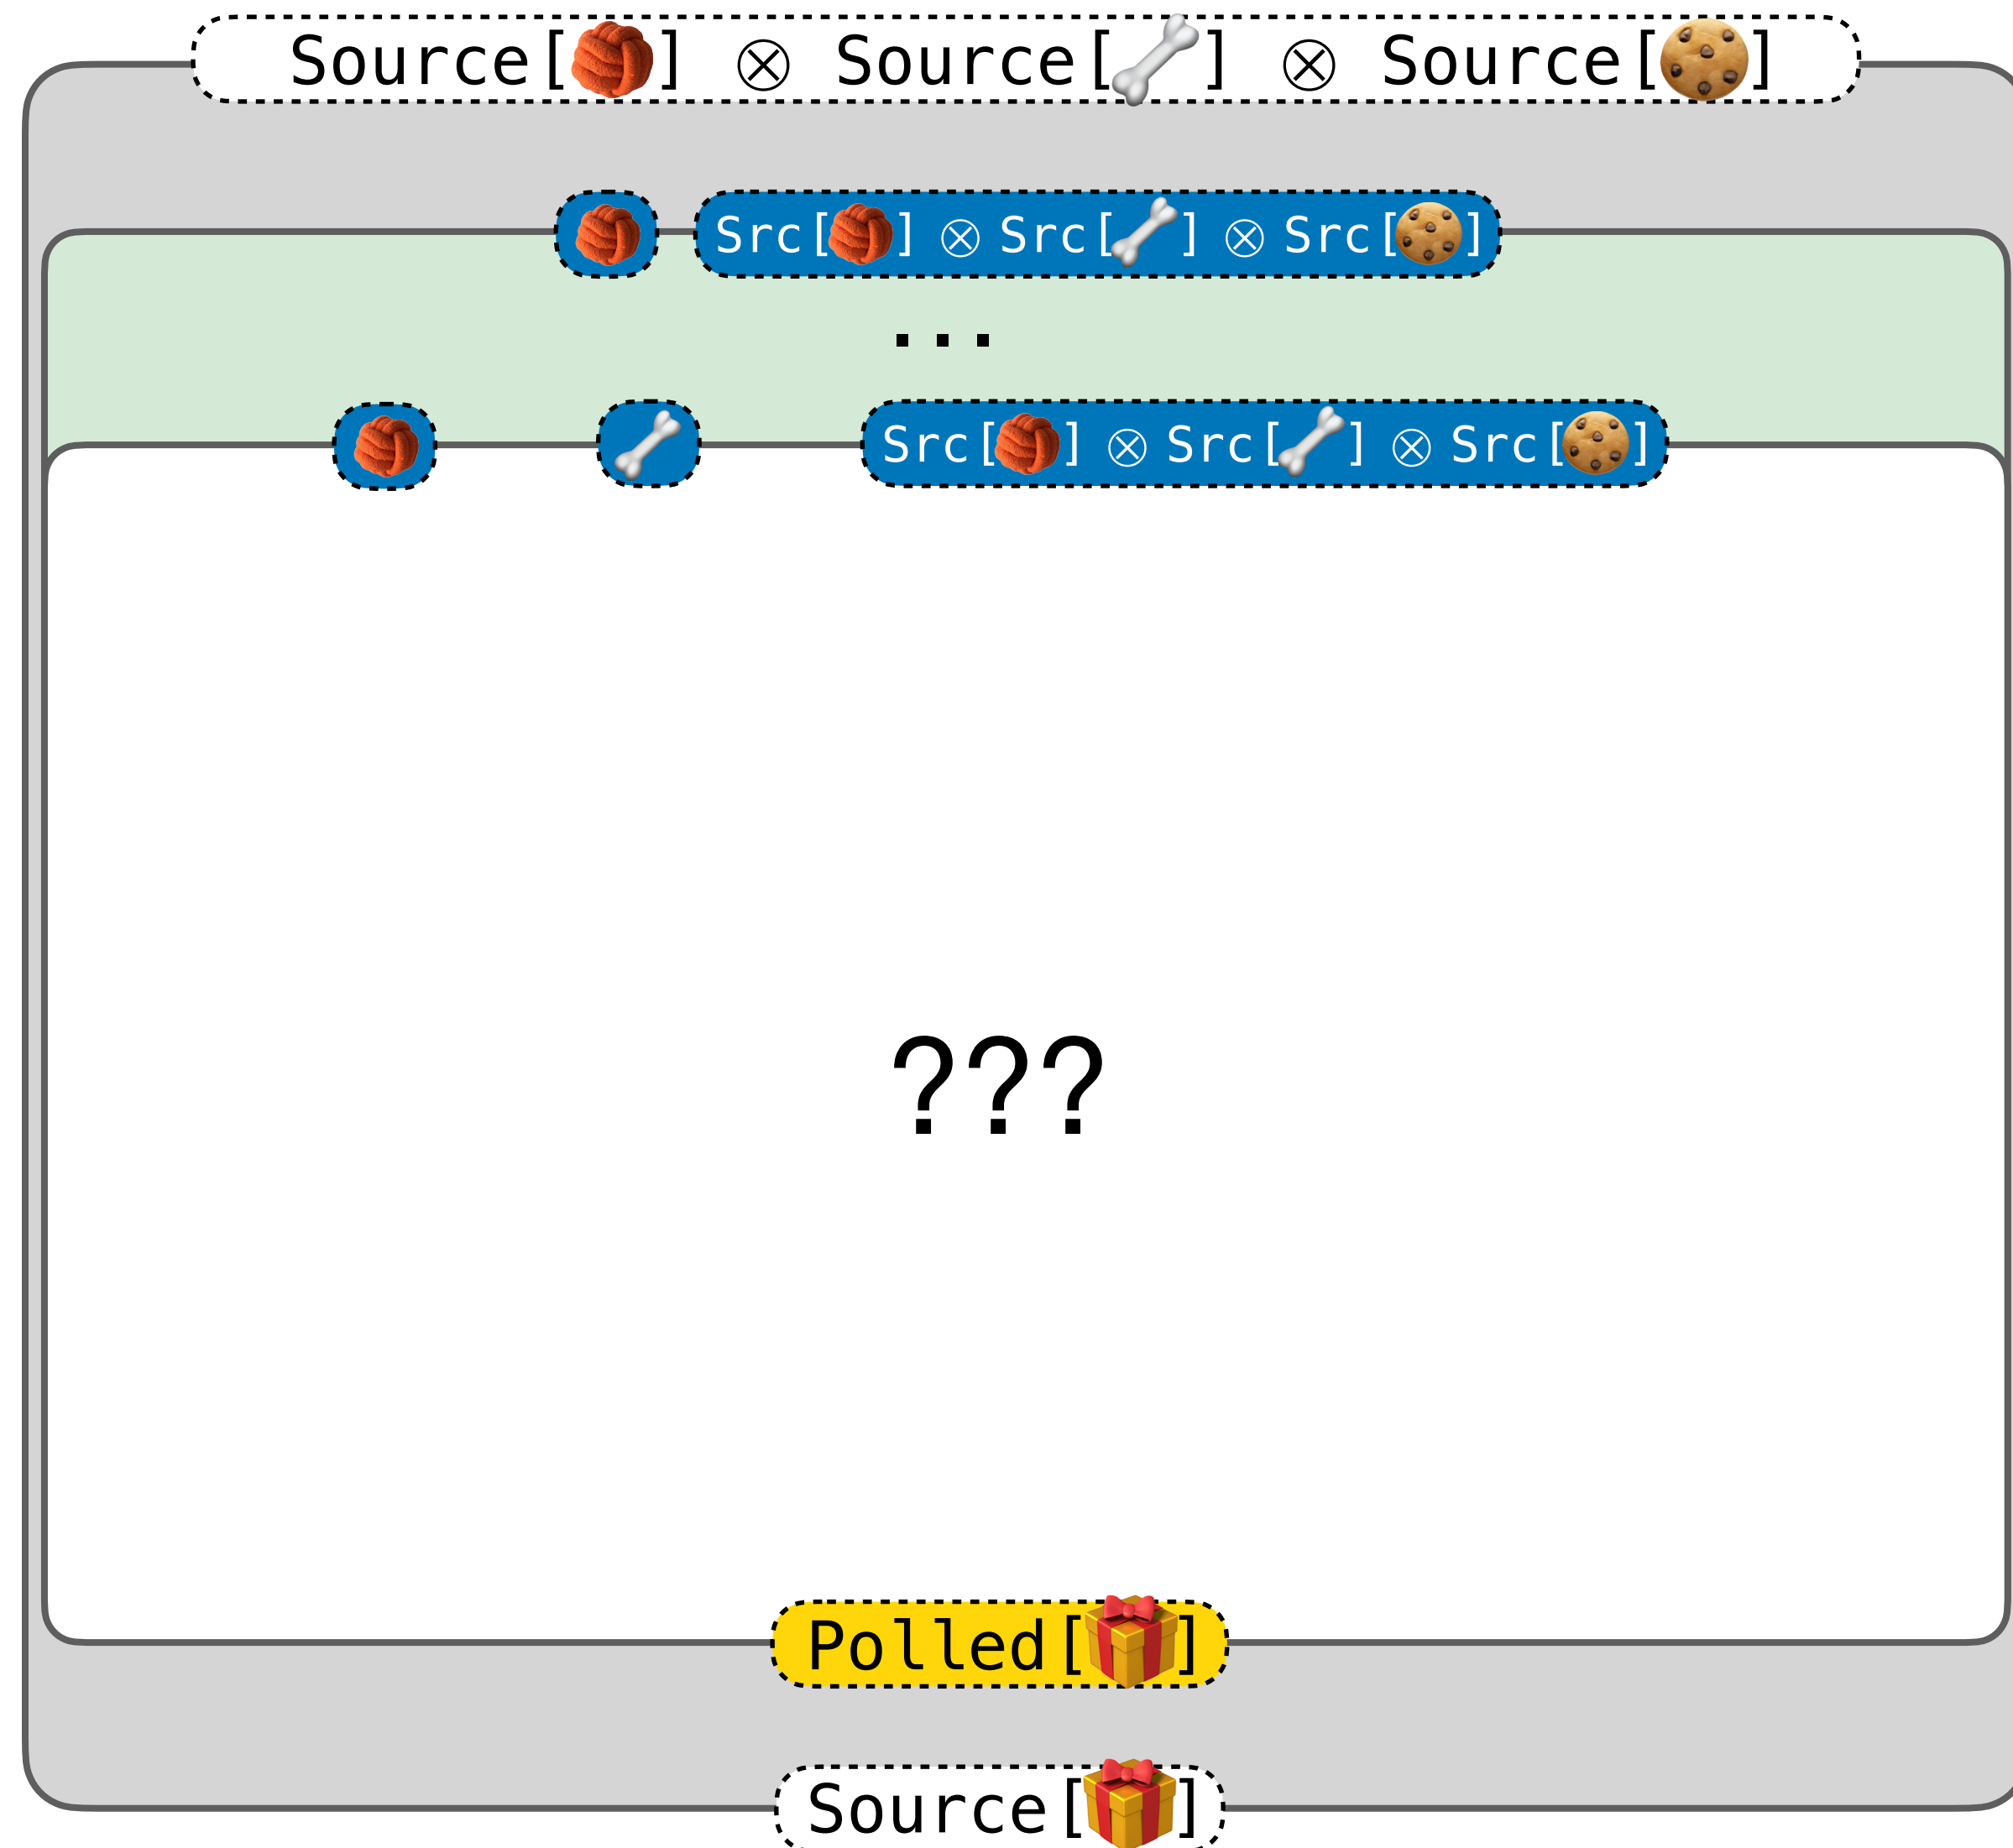 Source[🧶] ⊗ Source[🦴] ⊗ Source[🍪]
🧶 Src[🧶] ⊗ Src[🦴] ⊗ Src[🍪]
...
🧶 🦴 Src[🧶] ⊗ Src[🦴] ⊗ Src[🍪]
???
Polled[🎁]
Source[🎁]